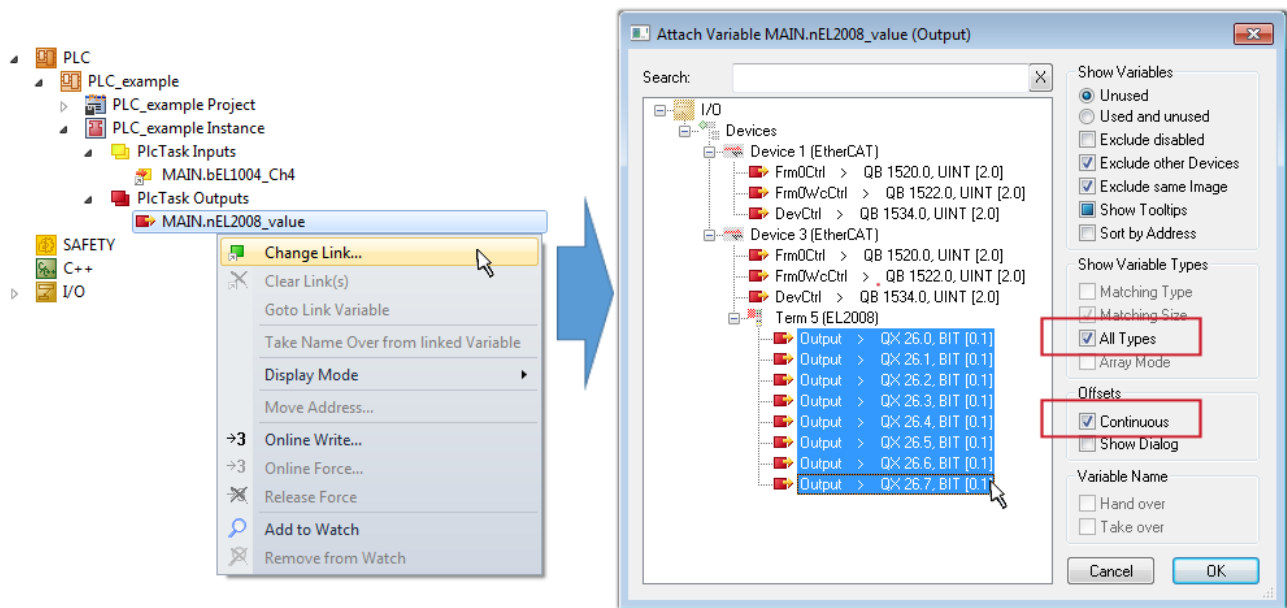 PLC
PLC_example
PLC_example Project
PLC_example Instance
PlcTask Inputs
MAIN.bEL1004_Ch4
PlcTask Outputs
MAIN.nEL2008_value
SAFETY
C++
I/O
Change Link...
Clear Link(s)
Goto Link Variable
Take Name Over from linked Variable
Display Mode
Move Address...
Online Write...
Online Force...
Release Force
Add to Watch
Remove from Watch
Attach Variable MAIN.nEL2008_value (Output)
Search:
I/O
Devices
Device 1 (EtherCAT)
Frm0Ctrl > QB 1520.0, UINT [2.0]
Frm0WcCtrl > QB 1522.0, UINT [2.0]
DevCtrl > QB 1534.0, UINT [2.0]
Device 3 (EtherCAT)
Frm0Ctrl > QB 1520.0, UINT [2.0]
Frm0WcCtrl > QB 1522.0, UINT [2.0]
DevCtrl > QB 1534.0, UINT [2.0]
Term 5 (EL2008)
Output > QX 26.0, BIT [0.1]
Output > QX 26.1, BIT [0.1]
Output > QX 26.2, BIT [0.1]
Output > QX 26.3, BIT [0.1]
Output > QX 26.4, BIT [0.1]
Output > QX 26.5, BIT [0.1]
Output > QX 26.6, BIT [0.1]
Output > QX 26.7, BIT [0.1]
Show Variables
Unused
Used and unused
Exclude disabled
Exclude other Devices
Exclude same Image
Show Tooltips
Sort by Address
Show Variable Types
Matching Type
Matching Size
All Types
Array Mode
Offsets
Continuous
Show Dialog
Variable Name
Hand over
Take over
Cancel
OK